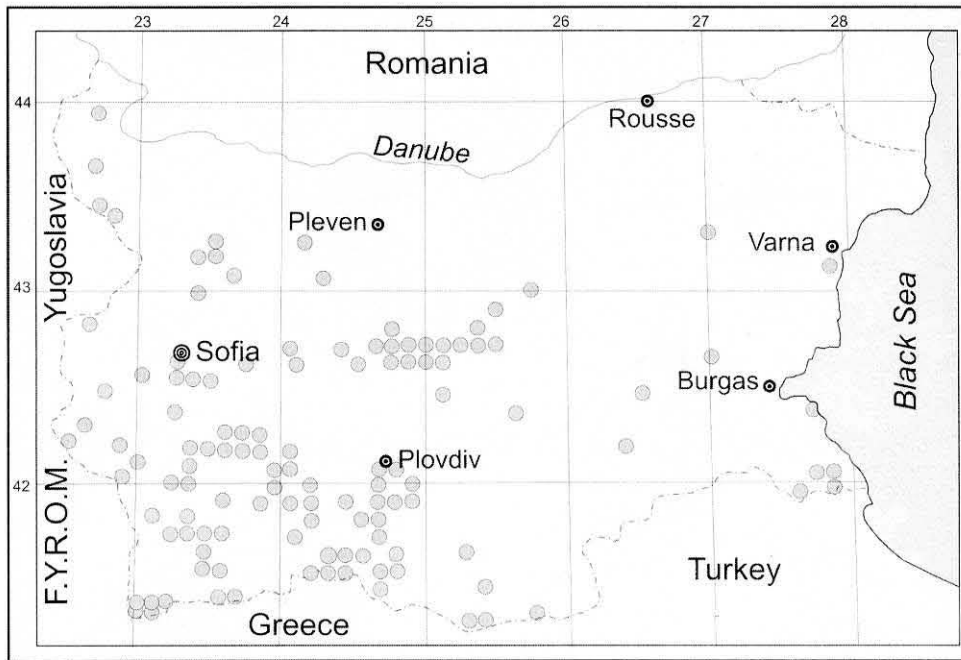 23 24 25 26 27 28
Romania
44
Rousse
Danube
Yugoslavia
Pleven
Varna
43
Sofia
Black Sea
Burgas
Plovdiv
42
F.Y.R.O.M.
Turkey
Greece